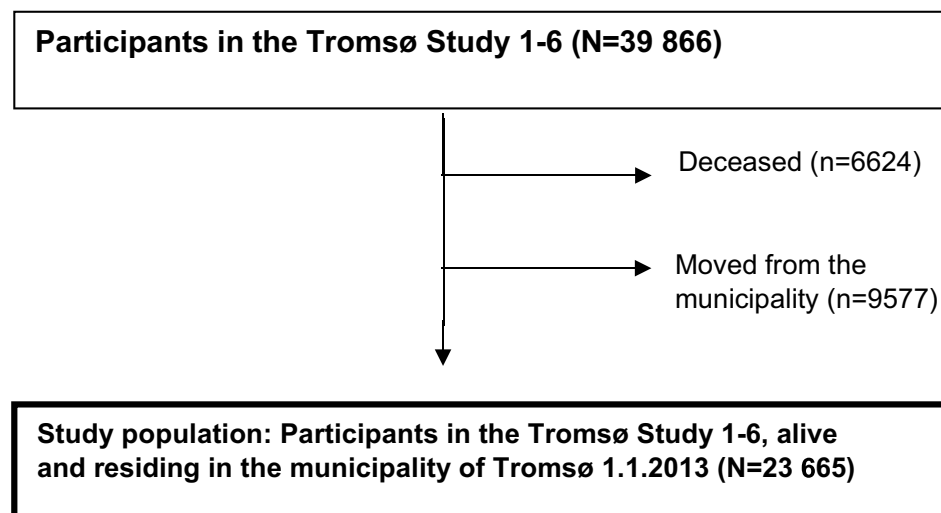 Participants in the Tromsø Study 1-6 (N=39 866)
Deceased (n=6624)
Moved from the
municipality (n=9577)
Study population: Participants in the Tromsø Study 1-6, alive
and residing in the municipality of Tromsø 1.1.2013 (N=23 665)